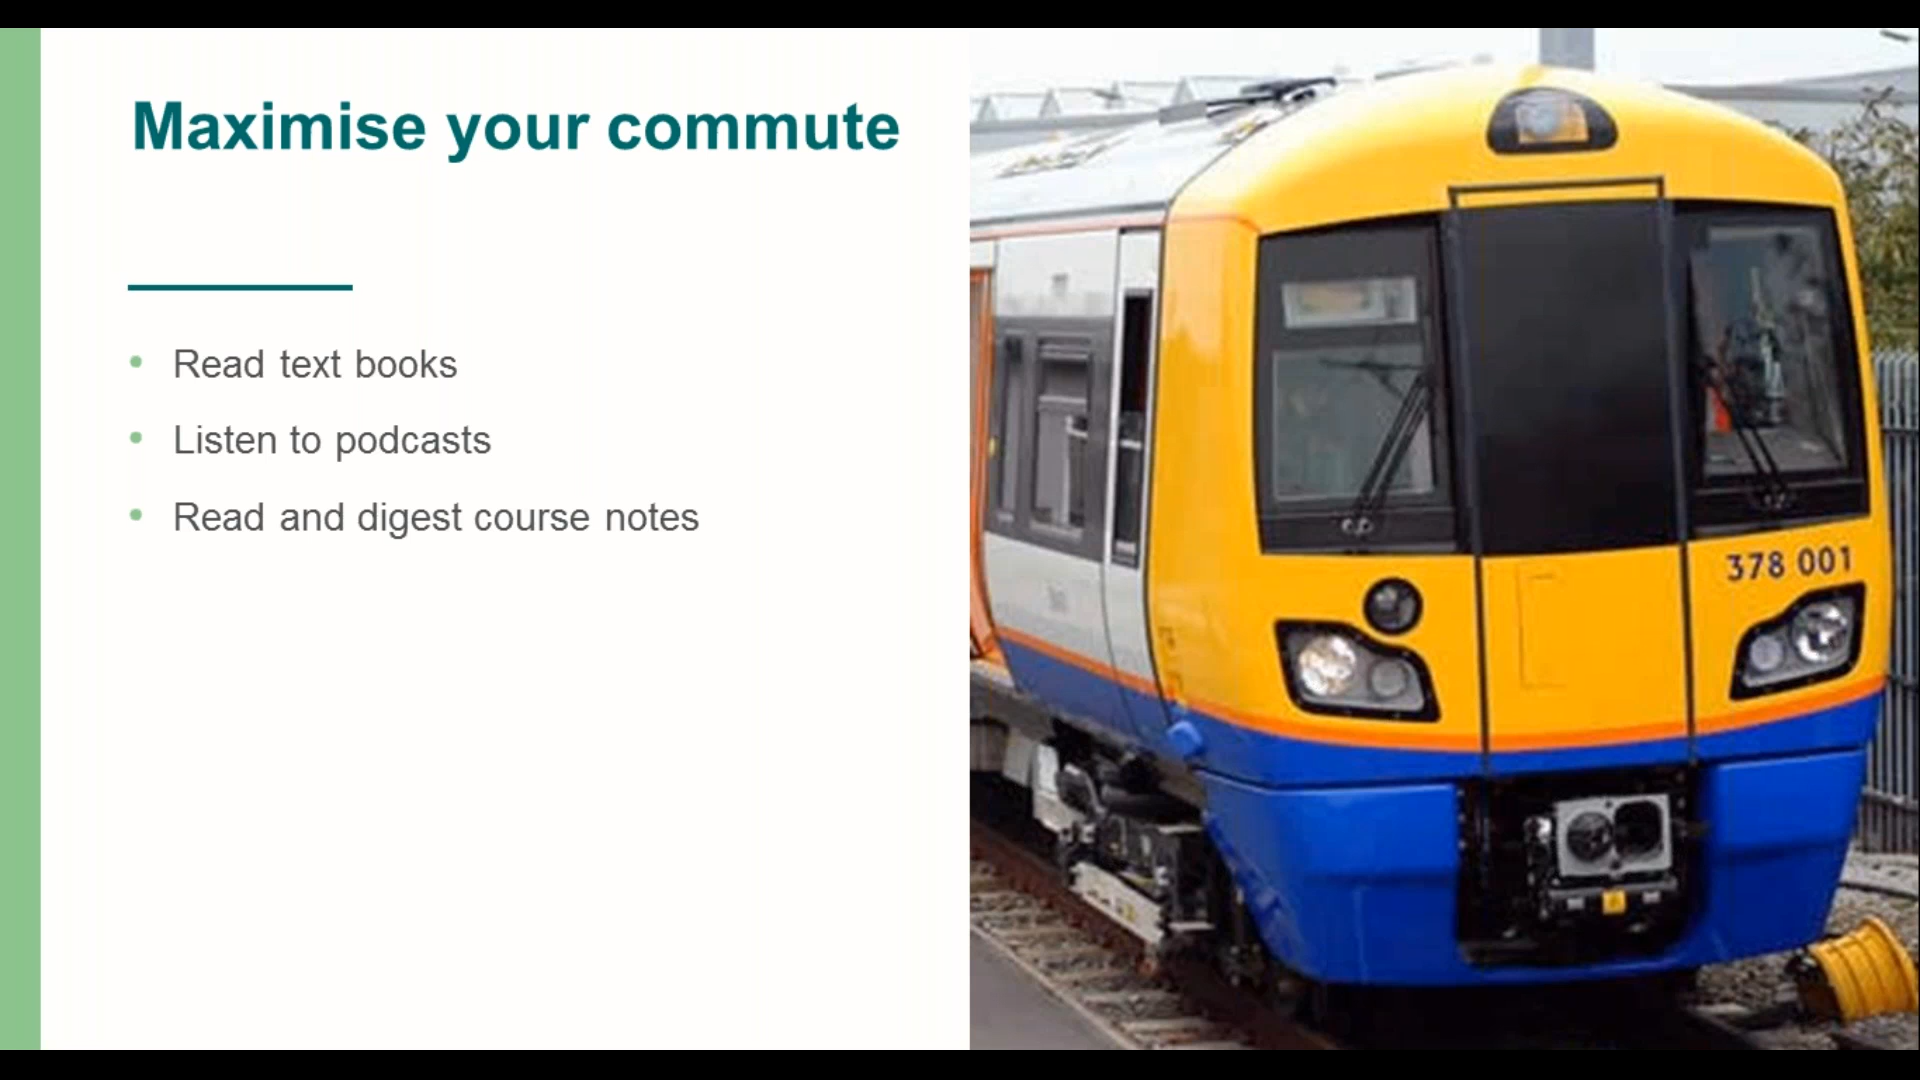 Maximise your commute
Read text books
Listen to podcasts
Read and digest course notes
378 001